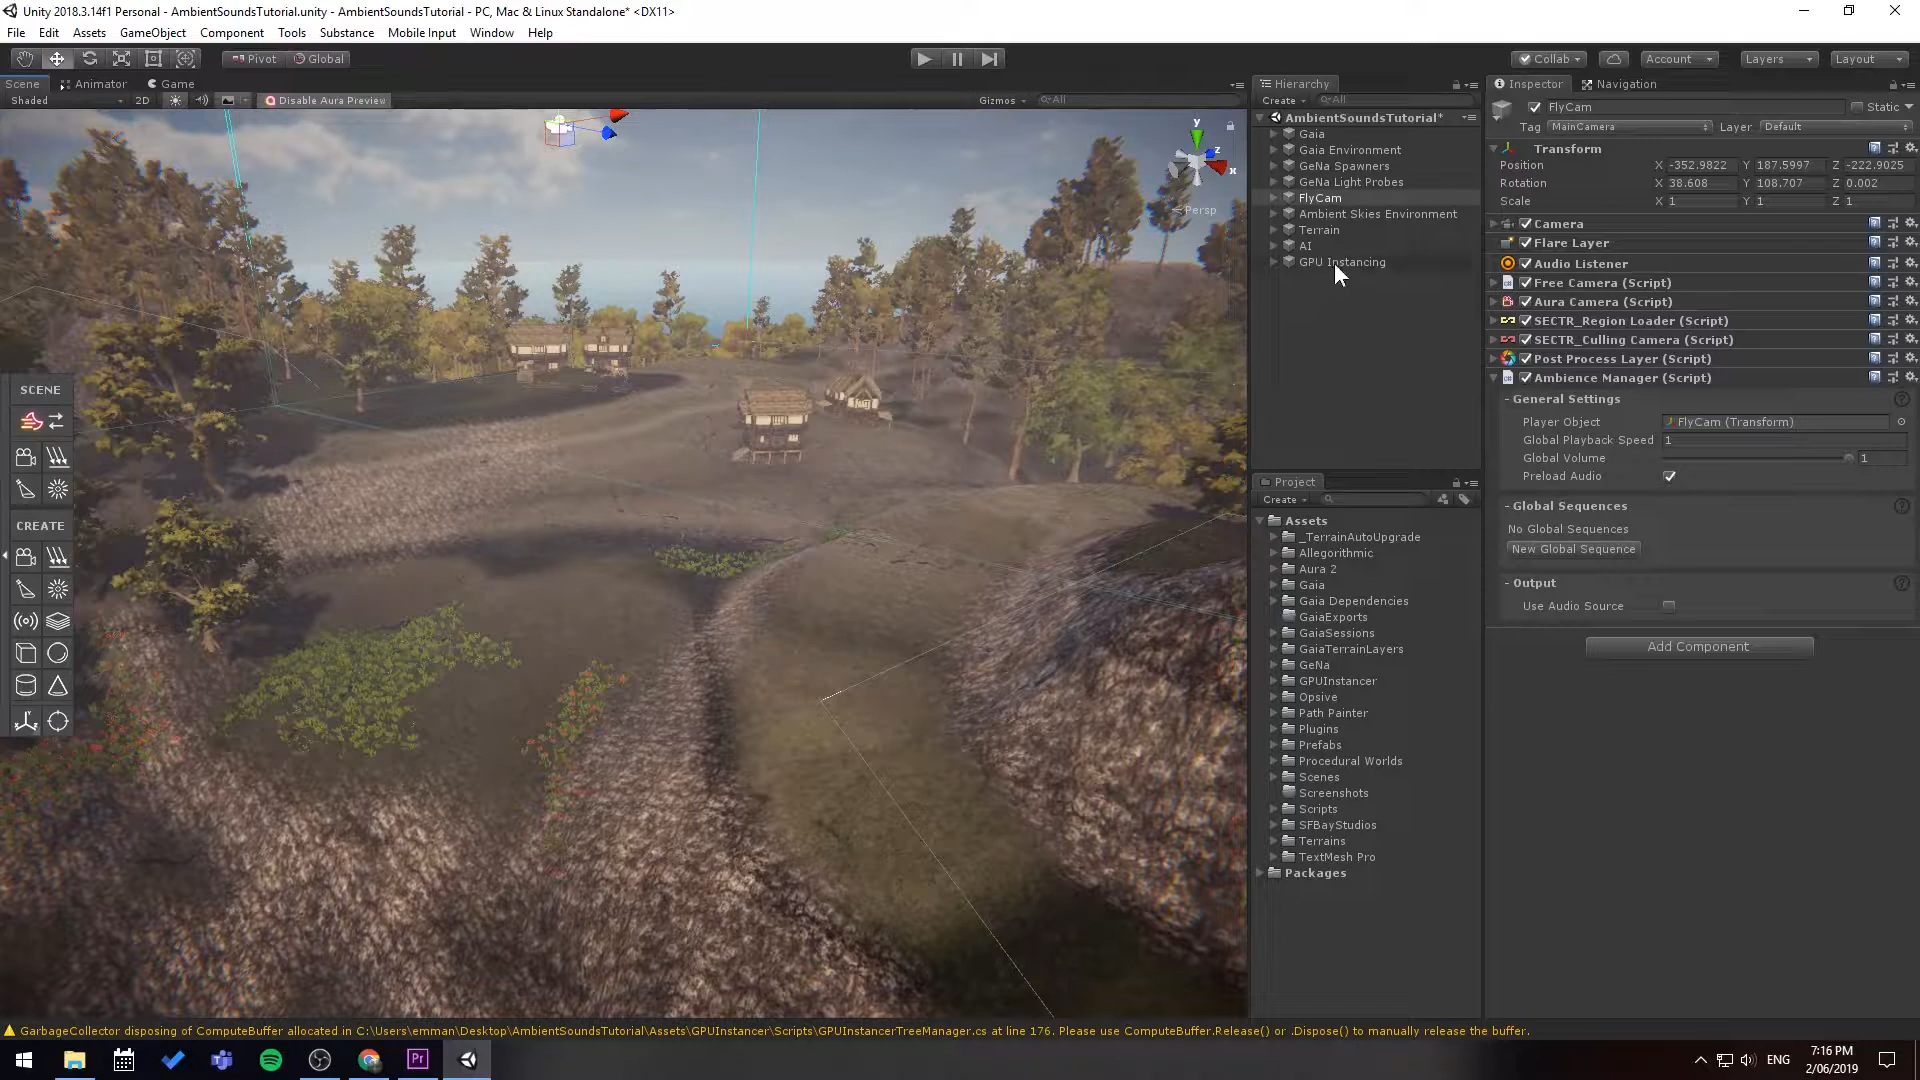 Unity 2018.3.14f1 Personal - AmbientSoundsTutorial.unity - AmbientSoundsTutorial - PC, Mac & Linux Standalone* <DX11>
File Edit Assets GameObject Component Tools Substance Mobile Input Window Help
Pivot Global Collab Account Layers Layout
Scene Animator Game
Shaded 2D Disable Aura Preview Gizmos All
y
z
x
Persp
SCENE
CREATE
Hierarchy
Create All
AmbientSoundsTutorial*
Gaia
Gaia Environment
GeNa Spawners
GeNa Light Probes
FlyCam
Ambient Skies Environment
Terrain
AI
GPU Instancing
Project
Create
Assets
_TerrainAutoUpgrade
Allegorithmic
Aura 2
Gaia
Gaia Dependencies
GaiaExports
GaiaSessions
GaiaTerrainLayers
GeNa
GPUInstancer
Opsive
Path Painter
Plugins
Prefabs
Procedural Worlds
Scenes
Screenshots
Scripts
SFBayStudios
Terrains
TextMesh Pro
Packages
Inspector Navigation
FlyCam Static
Tag MainCamera Layer Default
Transform
Position X -352.9822 Y 187.5997 Z -222.9025
Rotation X 38.608 Y 108.707 Z 0.002
Scale X 1 Y 1 Z 1
Camera
Flare Layer
Audio Listener
Free Camera (Script)
Aura Camera (Script)
SECTR_Region Loader (Script)
SECTR_Culling Camera (Script)
Post Process Layer (Script)
Ambience Manager (Script)
- General Settings
Player Object FlyCam (Transform)
Global Playback Speed 1
Global Volume 1
Preload Audio
- Global Sequences
No Global Sequences
New Global Sequence
- Output
Use Audio Source
Add Component
GarbageCollector disposing of ComputeBuffer allocated in C:\Users\emman\Desktop\AmbientSoundsTutorial\Assets\GPUInstancer\Scripts\GPUInstancerTreeManager.cs at line 176. Please use ComputeBuffer.Release() or .Dispose() to manually release the buffer.
Pr
ENG
7:16 PM
2/06/2019